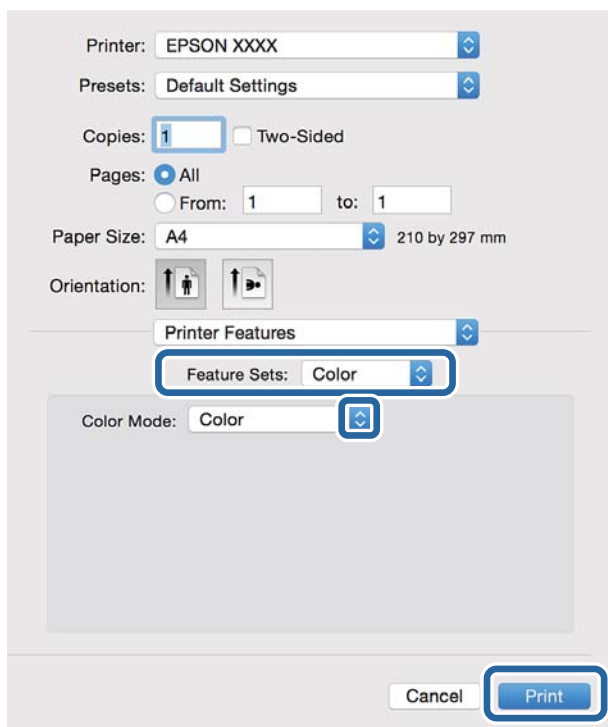 Printer: EPSON XXXX
Presets: Default Settings
Copies: 1 Two-Sided
Pages: All
From: 1 to: 1
Paper Size: A4 210 by 297 mm
Orientation:
Printer Features
Feature Sets: Color
Color Mode: Color
Cancel Print